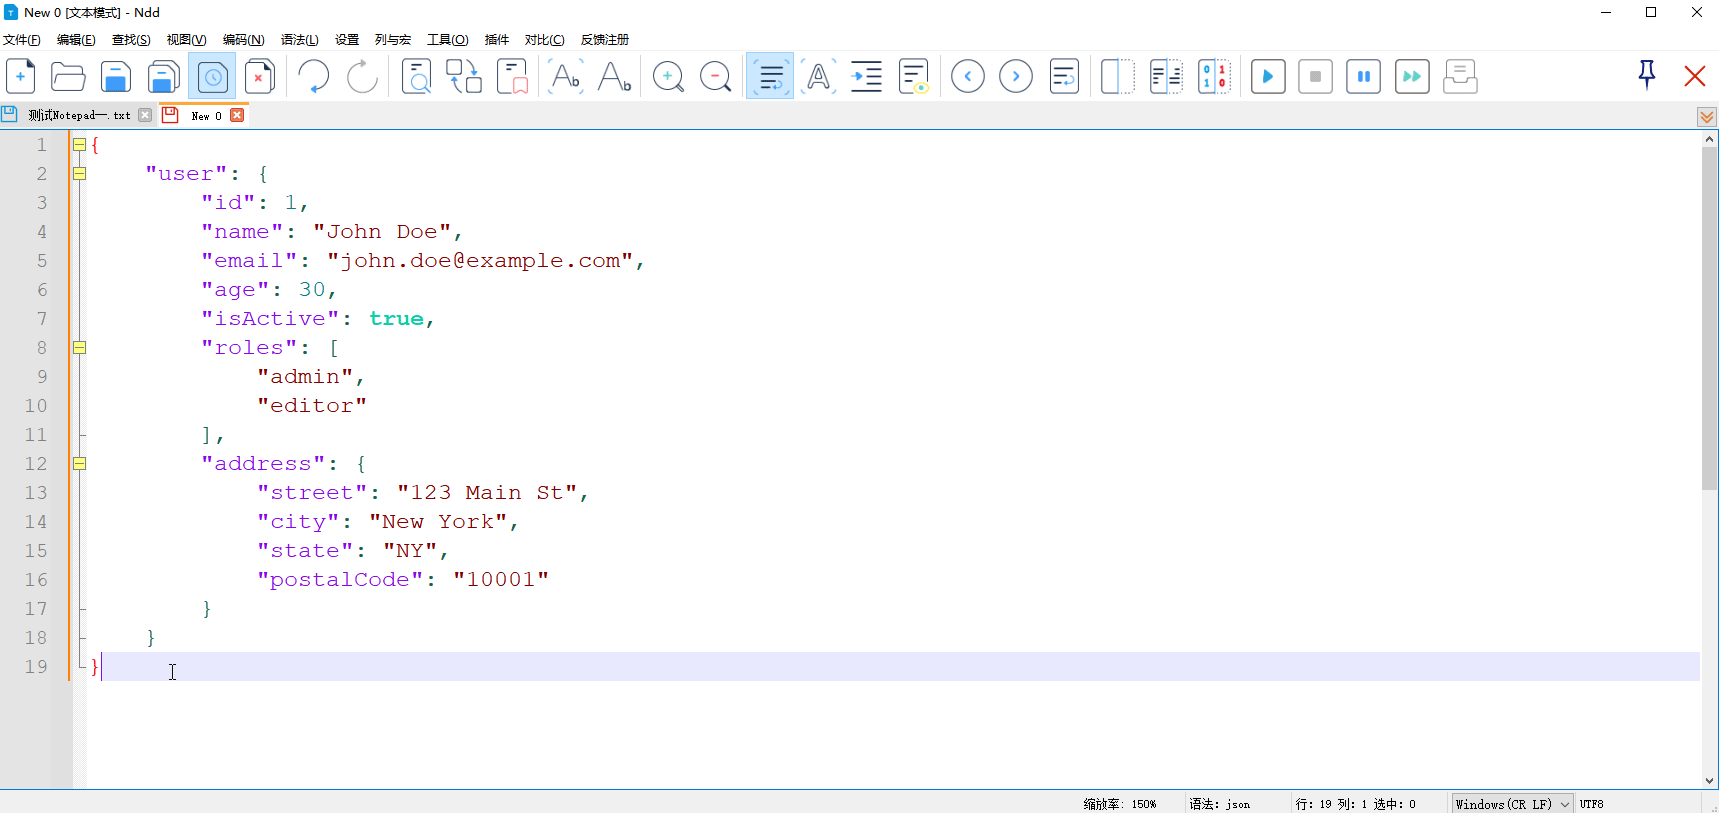 New 0 [文本模式] - Ndd
文件(F) 编辑(E) 查找(S) 视图(V) 编码(N) 语法(L) 设置 列与宏 工具(O) 插件 对比(C) 反馈注册
测试Notepad--.txt New 0
1 {
2 "user": {
3 "id": 1,
4 "name": "John Doe",
5 "email": "john.doe@example.com",
6 "age": 30,
7 "isActive": true,
8 "roles": [
9 "admin",
10 "editor"
11 ],
12 "address": {
13 "street": "123 Main St",
14 "city": "New York",
15 "state": "NY",
16 "postalCode": "10001"
17 }
18 }
19 }
缩放率: 150% 语法: json 行: 19 列: 1 选中: 0 Windows(CR LF) UTF8